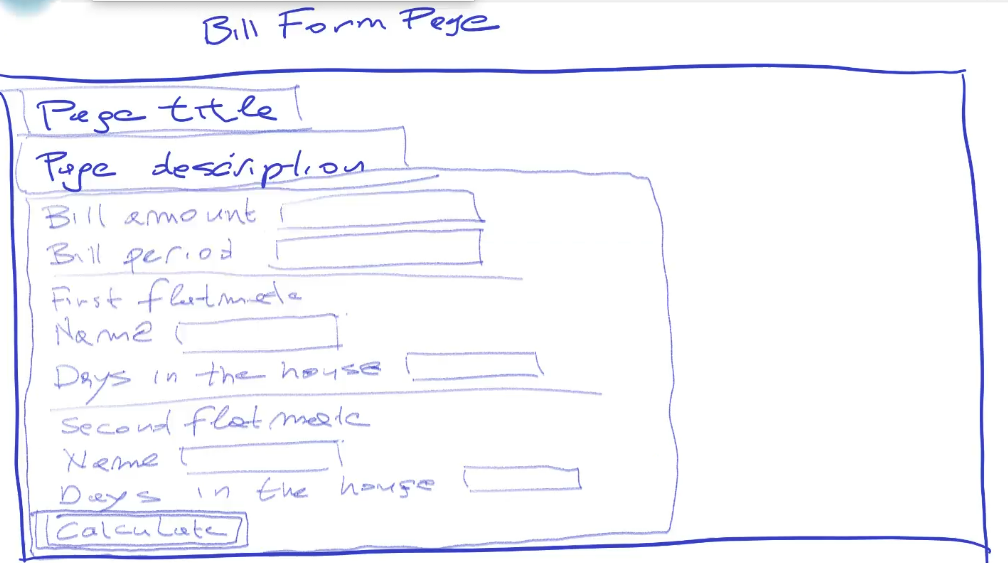 Bill Form Page
Page title
Page description
Bill amount
Bill period
First flatmate
Name
Days in the house
Second flatmate
Name
Days in the house
Calculate